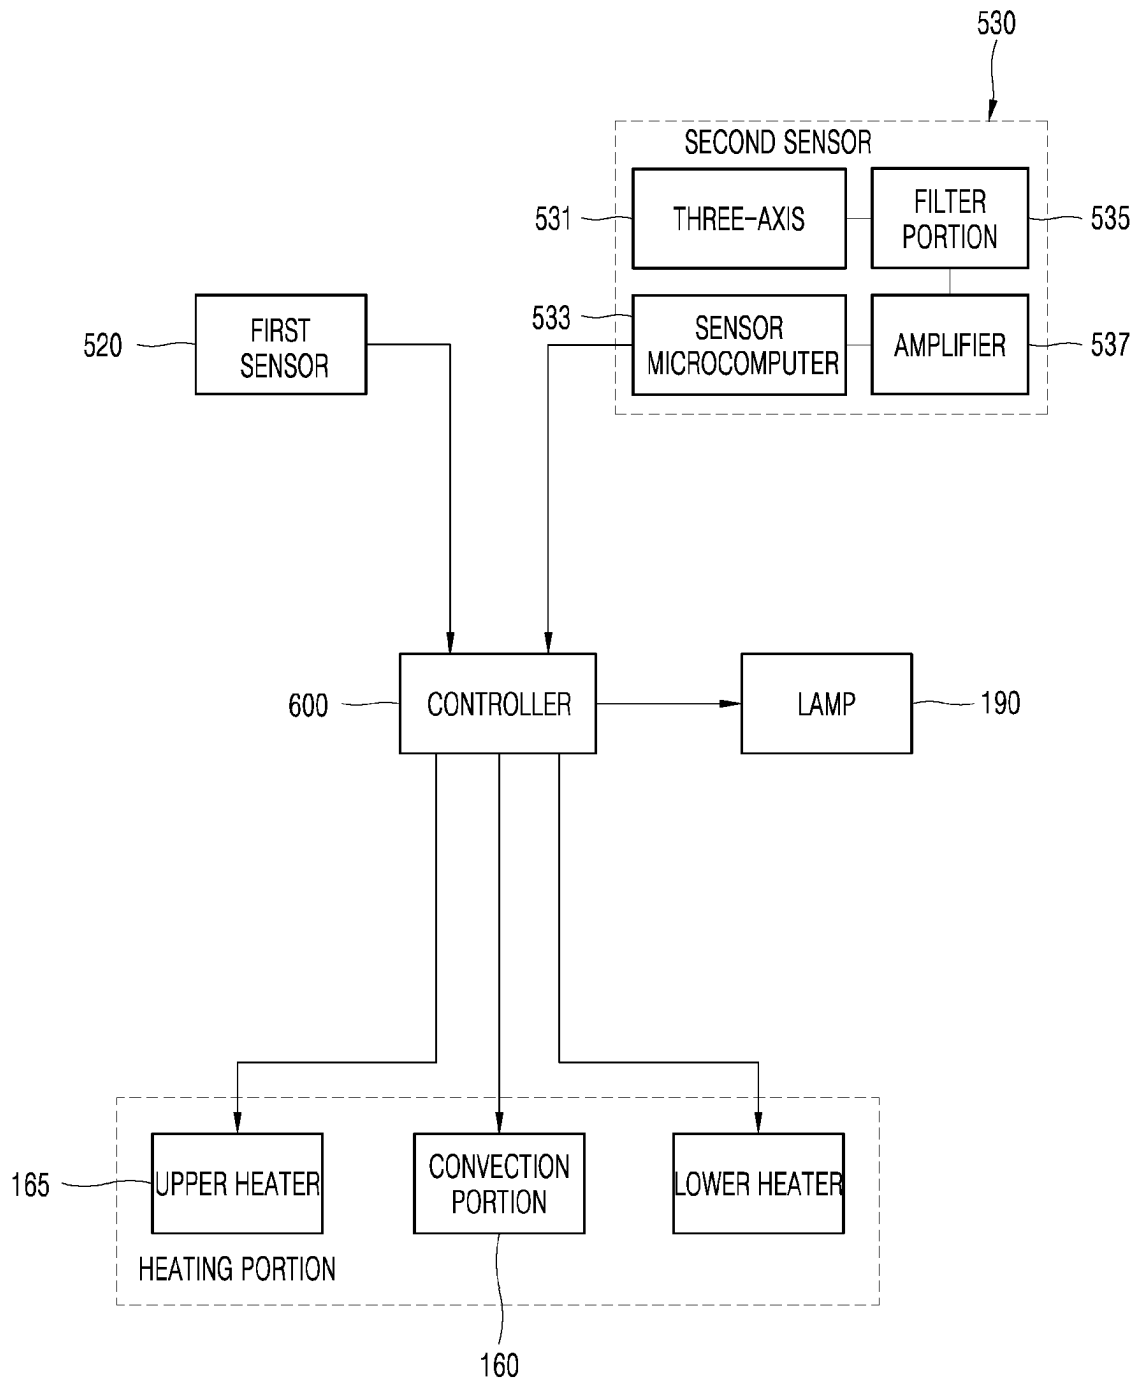 530
SECOND SENSOR
531
THREE-AXIS
FILTER
PORTION
535
520
FIRST
SENSOR
533
SENSOR
MICROCOMPUTER
AMPLIFIER
537
600
CONTROLLER
LAMP
190
165
UPPER HEATER
CONVECTION
PORTION
LOWER HEATER
HEATING PORTION
160